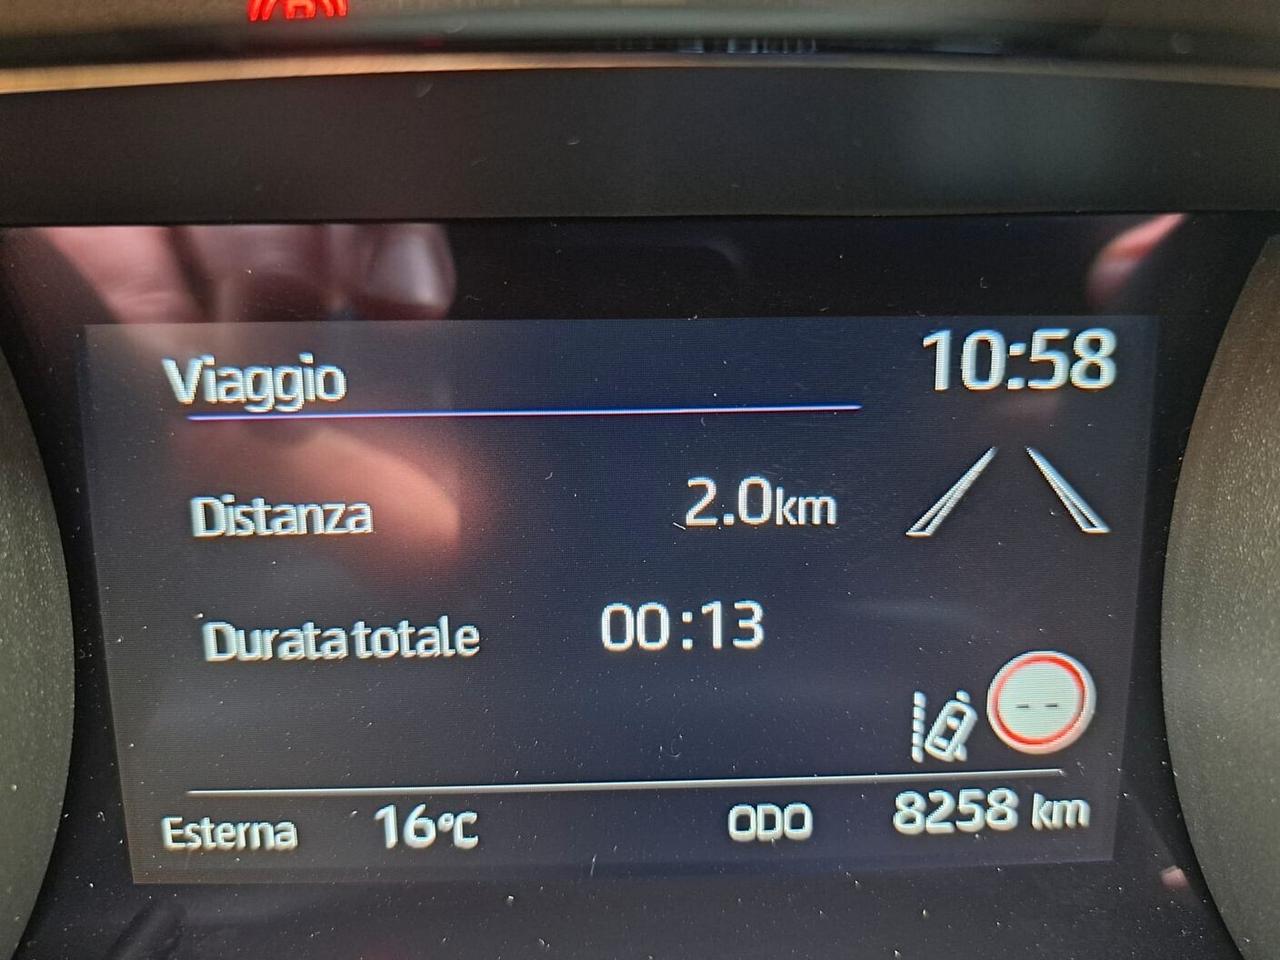 Viaggio 10:58
Distanza 2.0km
Durata totale 00:13
--
Esterna 16°C ODO 8258 km